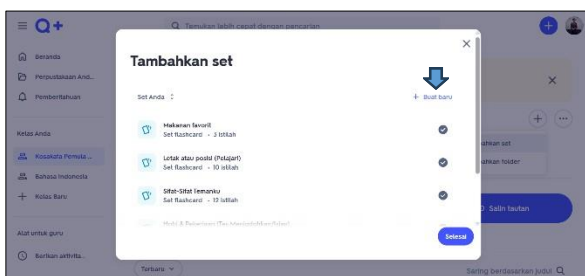 Q+
Temukan lebih cepat dengan pencarian
Beranda
Perpustakaan And...
Pemberitahuan
Kelas Anda
Kosakata Pemula ...
Bahasa Indonesia
Kelas Baru
Alat untuk guru
Barikan aktivita..
Tambahkan set
Set Anda
+ Buat baru
Makanan favorit
Set flashcard • 3 istilah
Letak atau posisi (Pelajari)
Set flashcard • 10 istilah
Sifat-Sifat Temanku
Set flashcard • 12 istilah
Selesai
ahkan set
ahkan folder
Salin tautan
Terbaru
Saring berdasarkan judul